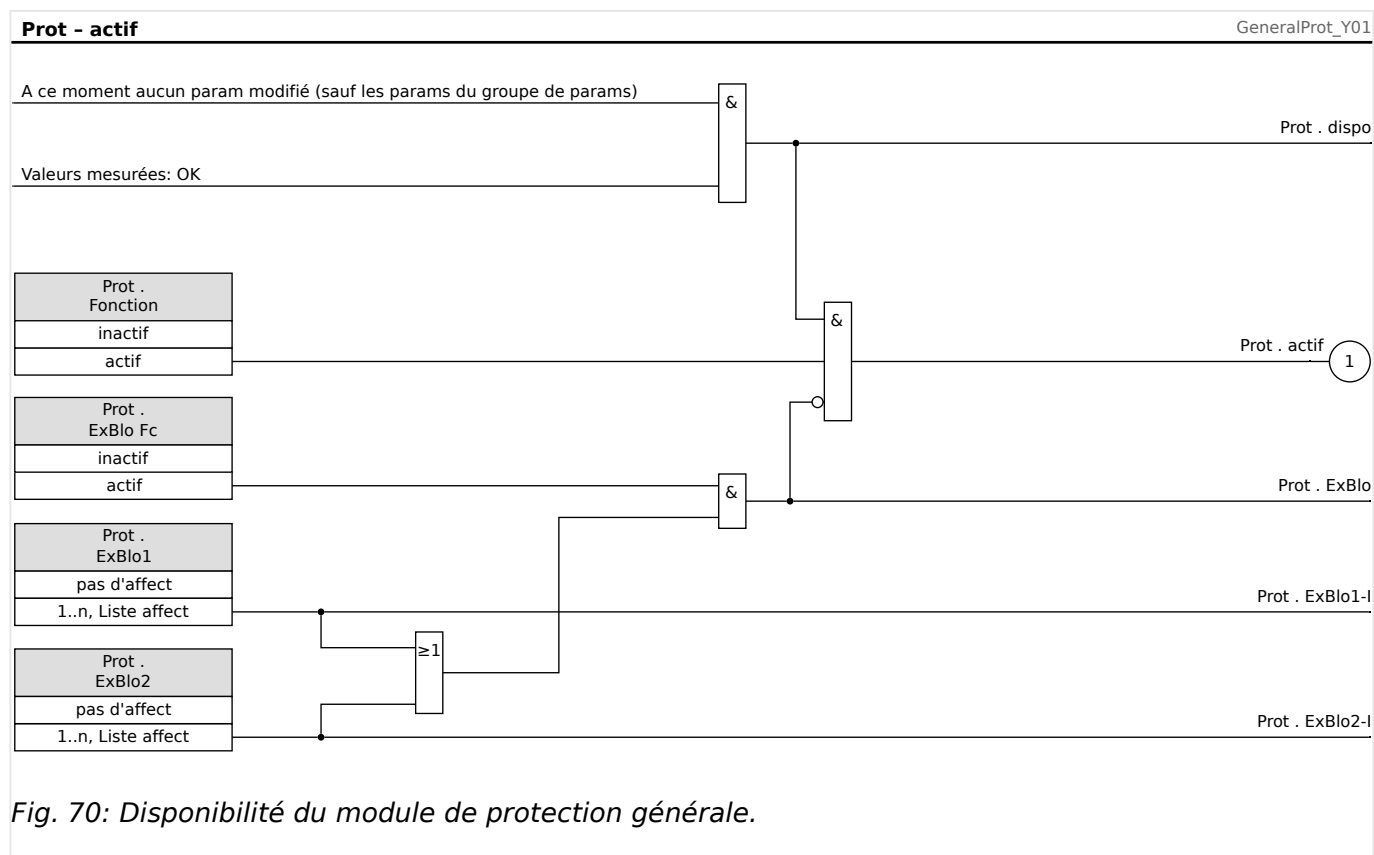 Prot – actif
GeneralProt_Y01
A ce moment aucun param modifié (sauf les params du groupe de params)
&
Prot . dispo
Valeurs mesurées: OK
Prot .
Fonction
inactif
actif
&
Prot . actif
1
Prot .
ExBlo Fc
inactif
actif
&
Prot . ExBlo
Prot .
ExBlo1
pas d'affect
1..n, Liste affect
Prot . ExBlo1-I
≥1
Prot .
ExBlo2
pas d'affect
1..n, Liste affect
Prot . ExBlo2-I
Fig. 70: Disponibilité du module de protection générale.